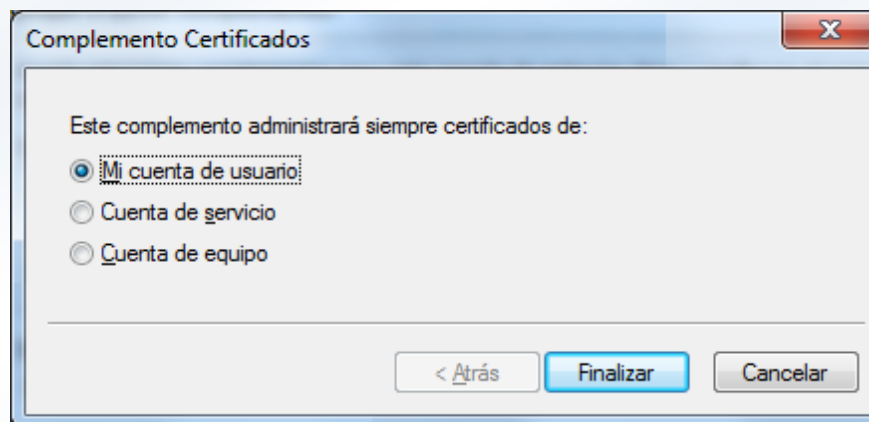 Complemento Certificados
Este complemento administrará siempre certificados de:
Mi cuenta de usuario
Cuenta de servicio
Cuenta de equipo
< Atrás
Finalizar
Cancelar